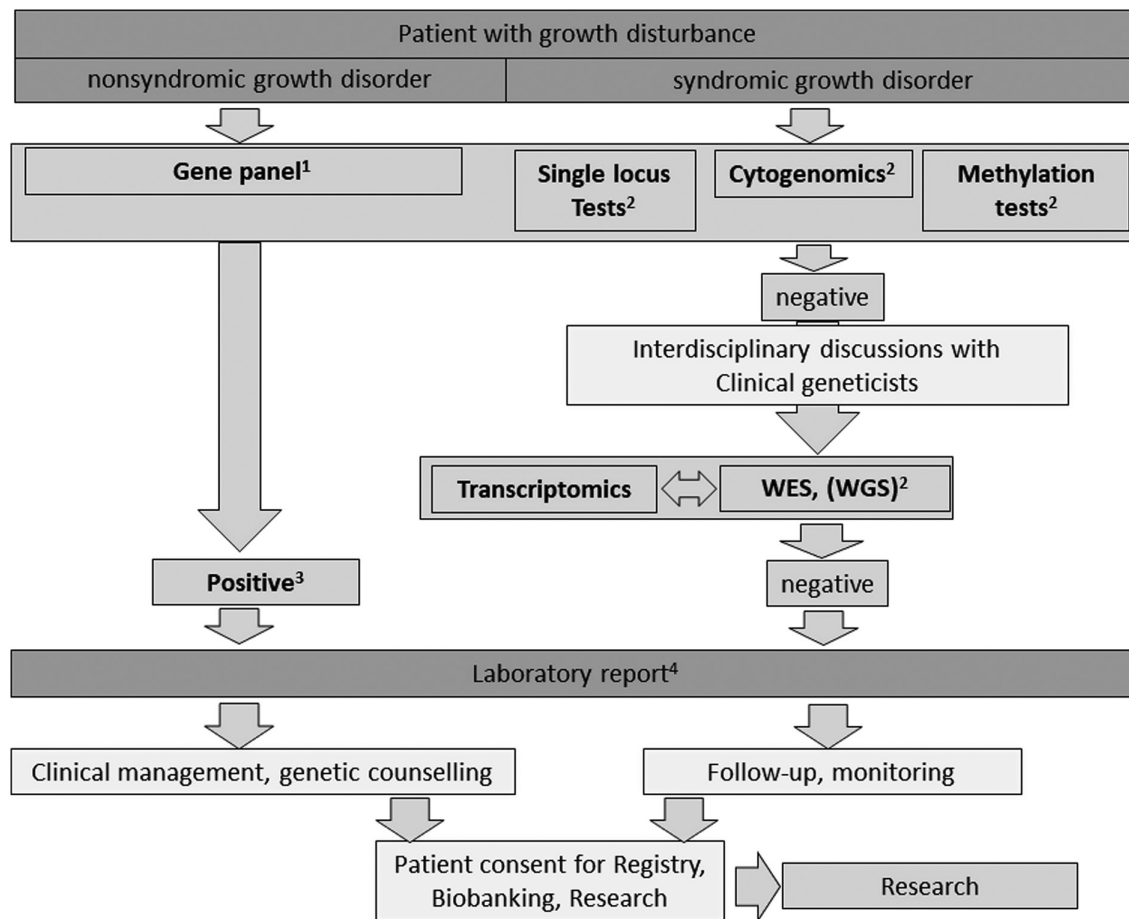 Patient with growth disturbance
nonsyndromic growth disorder
syndromic growth disorder
Gene panel¹
Single locus
Tests²
Cytogenomics²
Methylation
tests²
negative
Interdisciplinary discussions with
Clinical geneticists
Transcriptomics
WES, (WGS)²
Positive³
negative
Laboratory report⁴
Clinical management, genetic counselling
Follow-up, monitoring
Patient consent for Registry,
Biobanking, Research
Research